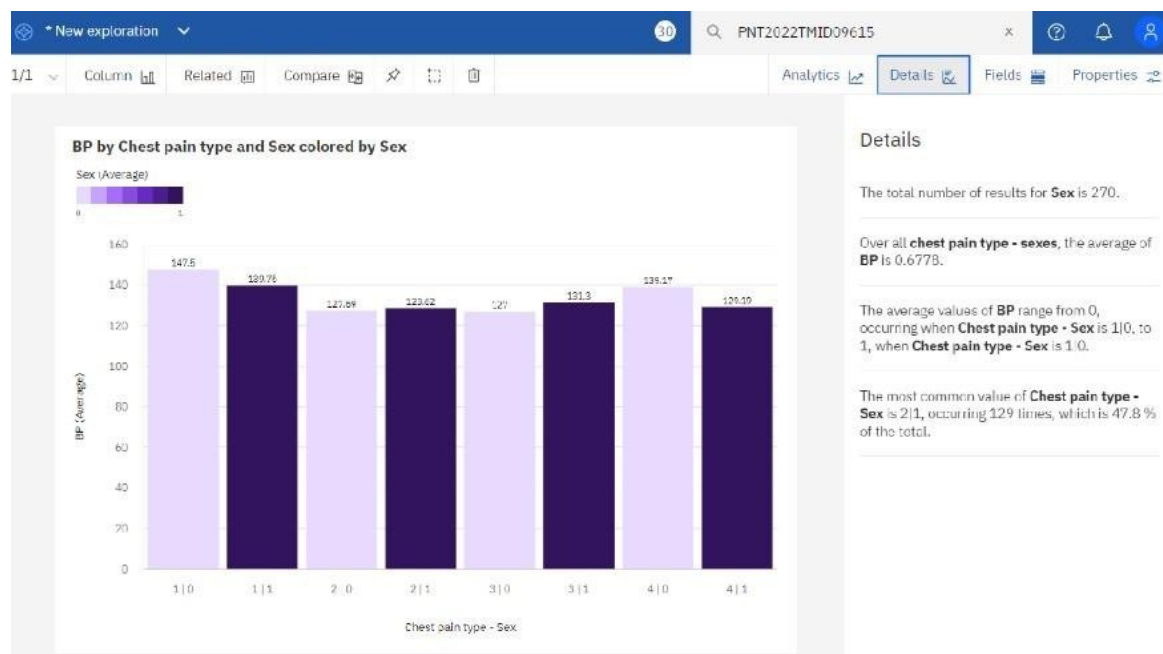 * New exploration
30
PNT2022TMID09615
x
1/1
Column
Related
Compare
Analytics
Details
Fields
Properties
BP by Chest pain type and Sex colored by Sex
Sex (Average)
0
1
BP (Average)
160
140
120
100
80
60
40
20
0
147.5
139.75
127.69
128.62
127
131.3
139.17
129.19
1|0
1|1
2|0
2|1
3|0
3|1
4|0
4|1
Chest pain type - Sex
Details
The total number of results for Sex is 270.
Over all chest pain type - sexes, the average of
BP is 0.6778.
The average values of BP range from 0,
occurring when Chest pain type - Sex is 1|0, to
1, when Chest pain type - Sex is 1|0.
The most common value of Chest pain type -
Sex is 2|1, occurring 129 times, which is 47.8 %
of the total.